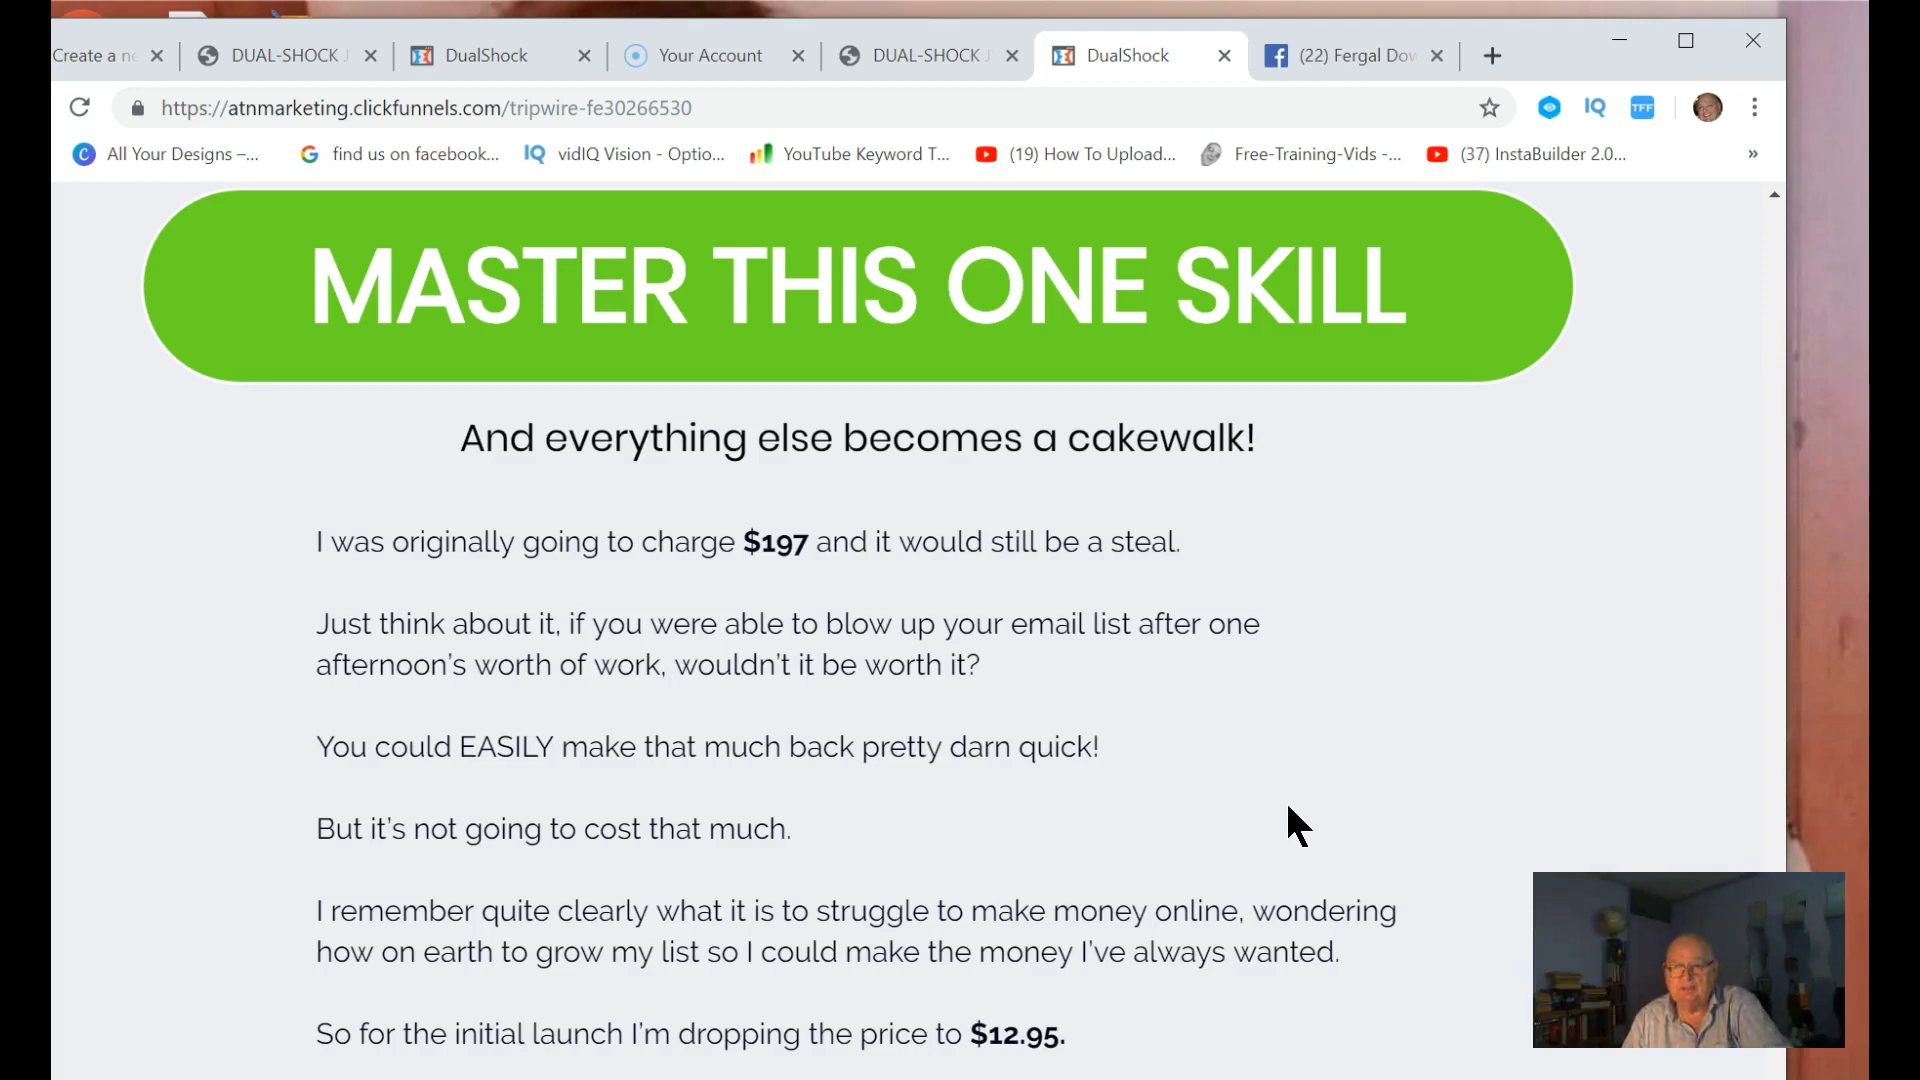 Create a ne
DUAL-SHOCK J
DualShock
Your Account
DUAL-SHOCK J
DualShock
(22) Fergal Dow
https://atnmarketing.clickfunnels.com/tripwire-fe30266530
IQ
TFF
C
All Your Designs –...
find us on facebook...
IQ
vidIQ Vision - Optio...
YouTube Keyword T...
(19) How To Upload...
Free-Training-Vids -...
(37) InstaBuilder 2.0...
»
MASTER THIS ONE SKILL
And everything else becomes a cakewalk!
I was originally going to charge $197 and it would still be a steal.
Just think about it, if you were able to blow up your email list after one
afternoon's worth of work, wouldn't it be worth it?
You could EASILY make that much back pretty darn quick!
But it's not going to cost that much.
I remember quite clearly what it is to struggle to make money online, wondering
how on earth to grow my list so I could make the money I've always wanted.
So for the initial launch I'm dropping the price to $12.95.